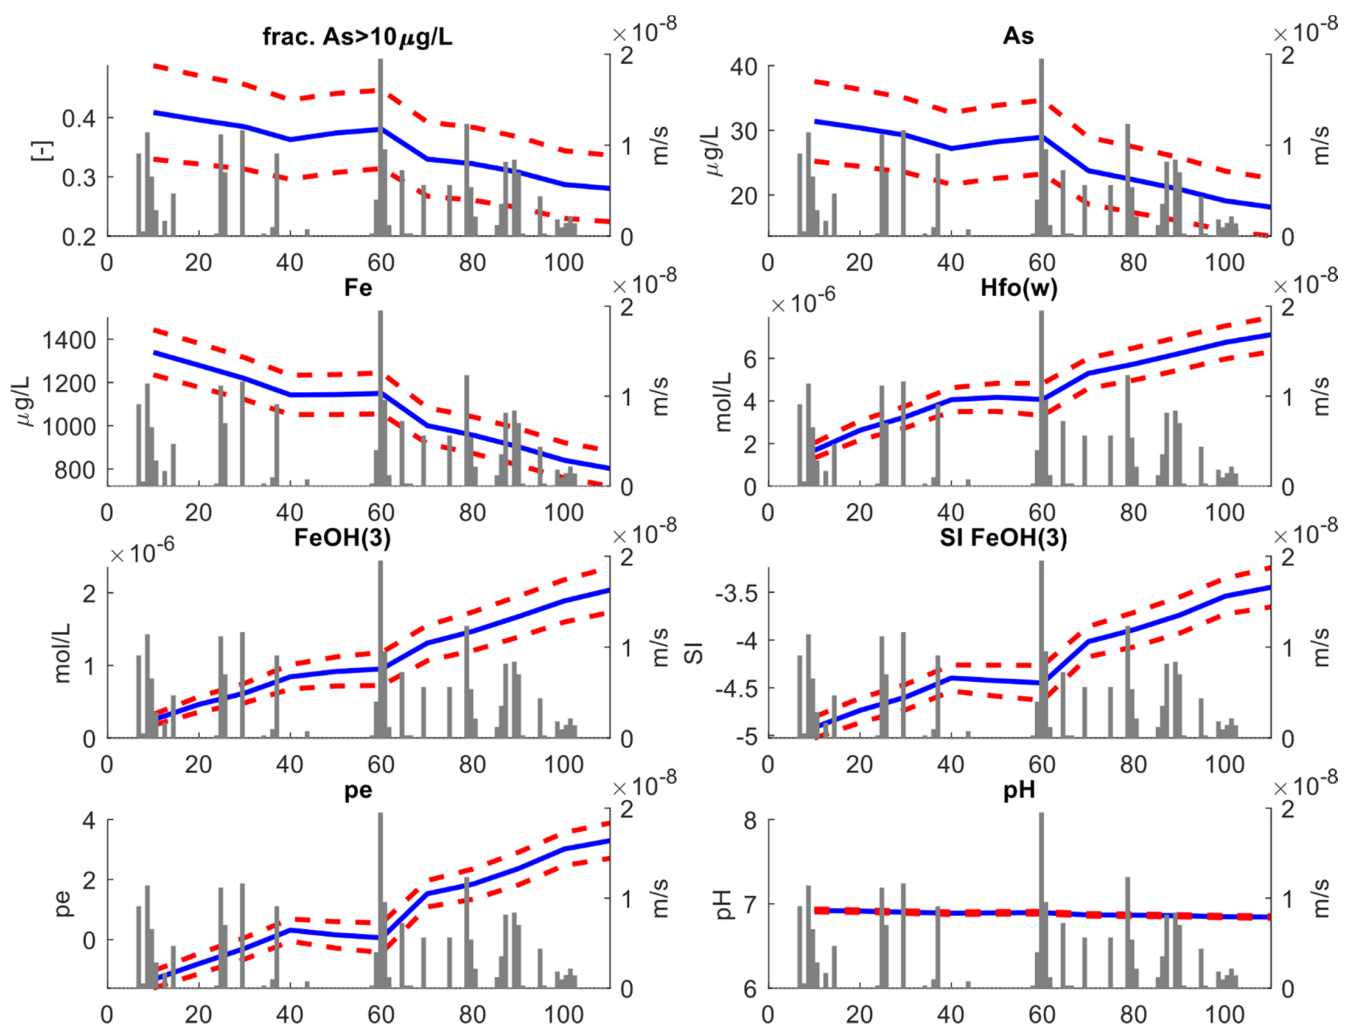 frac. As>10μg/L
×10⁻⁸
[-]
0.4
0.3
0.2
0 20 40 60 80 100
2
1
0
m/s
As
×10⁻⁸
μg/L
40
30
20
0 20 40 60 80 100
2
1
0
m/s
Fe
×10⁻⁸
μg/L
1400
1200
1000
800
0 20 40 60 80 100
2
1
0
m/s
×10⁻⁶
Hfo(w)
×10⁻⁸
mol/L
6
4
2
0
0 20 40 60 80 100
2
1
0
m/s
×10⁻⁶
FeOH(3)
×10⁻⁸
mol/L
2
1
0
0 20 40 60 80 100
2
1
0
m/s
SI FeOH(3)
×10⁻⁸
SI
-3.5
-4
-4.5
-5
0 20 40 60 80 100
2
1
0
m/s
pe
×10⁻⁸
pe
4
2
0
0 20 40 60 80 100
2
1
0
m/s
pH
×10⁻⁸
pH
8
7
6
0 20 40 60 80 100
2
1
0
m/s